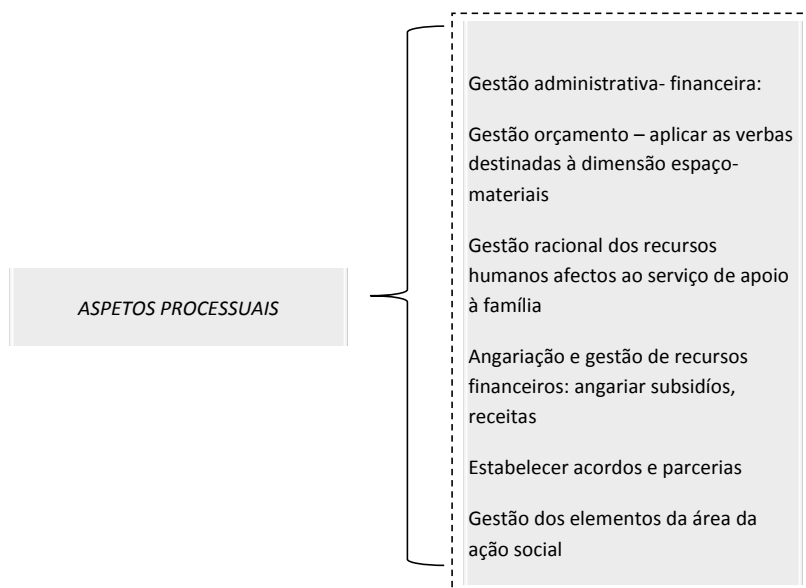 ASPETOS PROCESSUAIS
Gestão administrativa- financeira:
Gestão orçamento – aplicar as verbas
destinadas à dimensão espaço-
materiais
Gestão racional dos recursos
humanos afectos ao serviço de apoio
à família
Angariação e gestão de recursos
financeiros: angariar subsidíos,
receitas
Estabelecer acordos e parcerias
Gestão dos elementos da área da
ação social